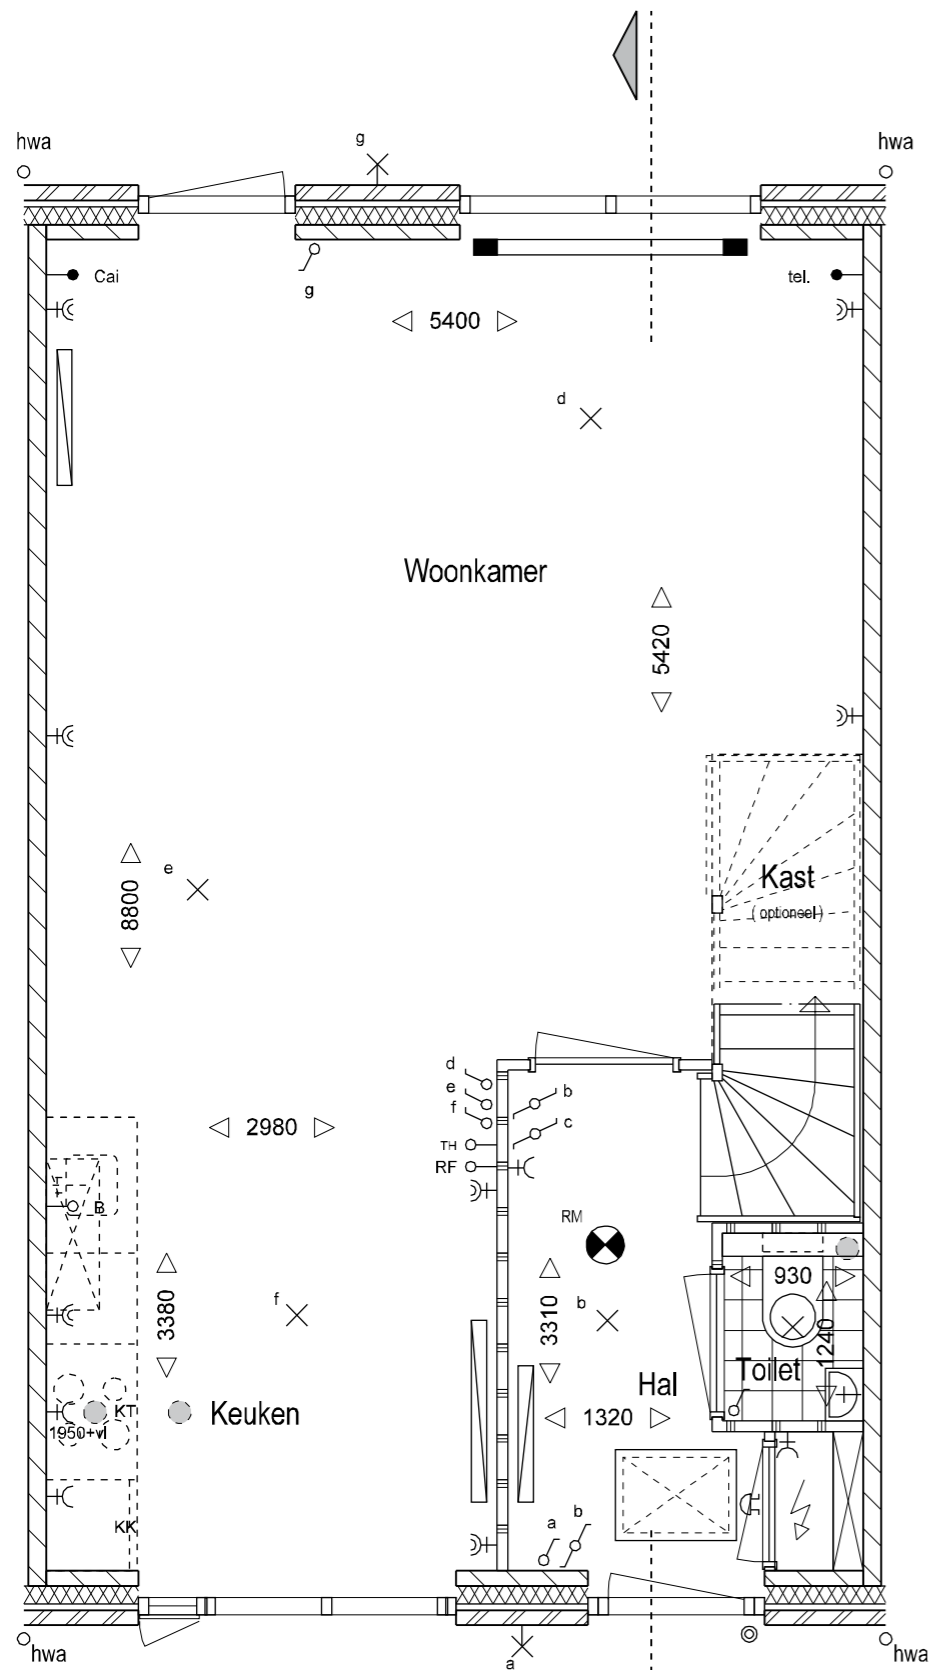 g
hwa
hwa
Cai
g
tel.
5400
d
Woonkamer
5420
e
8800
Kast
( optioneel )
d
e
b
f
c
2980
TH
RF
B
RM
930
f
3380
b
3310
1240
Toilet
Hal
KT
Keuken
1320
1950+vl
KK
a
b
hwa
a
hwa